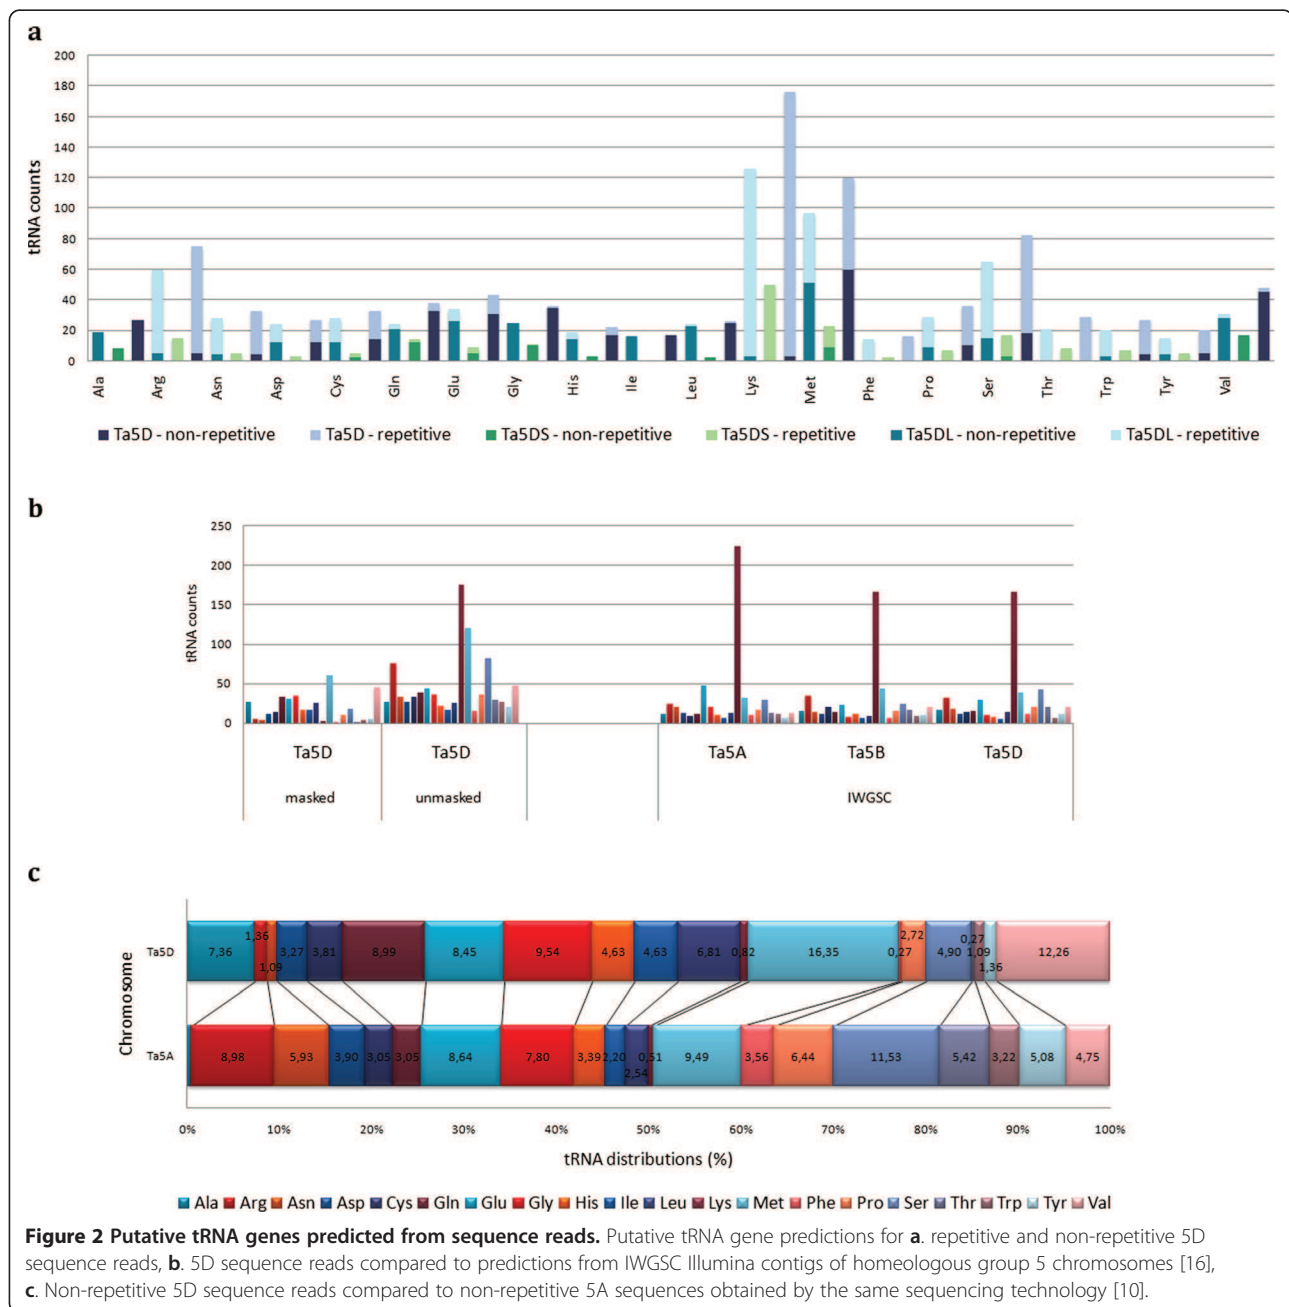 a
200
180
160
140
120
100
80
60
40
20
0
tRNA counts
Ala Arg Asn Asp Cys Gln Glu Gly His Ile Leu Lys Met Phe Pro Ser Thr Trp Tyr Val
Ta5D - non-repetitive Ta5D - repetitive Ta5DS - non-repetitive Ta5DS - repetitive Ta5DL - non-repetitive Ta5DL - repetitive
b
250
200
150
100
50
0
tRNA counts
Ta5D Ta5D Ta5A Ta5B Ta5D
masked unmasked IWGSC
c
Chromosome
Ta5D
7,36 1,36 1,09 3,27 3,81 8,99 8,45 9,54 4,63 4,63 6,81 0,82 16,35 0,27 2,72 4,90 0,27 1,09 1,36 12,26
Ta5A
8,98 5,93 3,90 3,05 3,05 8,64 7,80 3,39 2,20 2,54 0,51 9,49 3,56 6,44 11,53 5,42 3,22 5,08 4,75
0% 10% 20% 30% 40% 50% 60% 70% 80% 90% 100%
tRNA distributions (%)
Ala Arg Asn Asp Cys Gln Glu Gly His Ile Leu Lys Met Phe Pro Ser Thr Trp Tyr Val
Figure 2 Putative tRNA genes predicted from sequence reads. Putative tRNA gene predictions for a. repetitive and non-repetitive 5D
sequence reads, b. 5D sequence reads compared to predictions from IWGSC Illumina contigs of homeologous group 5 chromosomes [16],
c. Non-repetitive 5D sequence reads compared to non-repetitive 5A sequences obtained by the same sequencing technology [10].